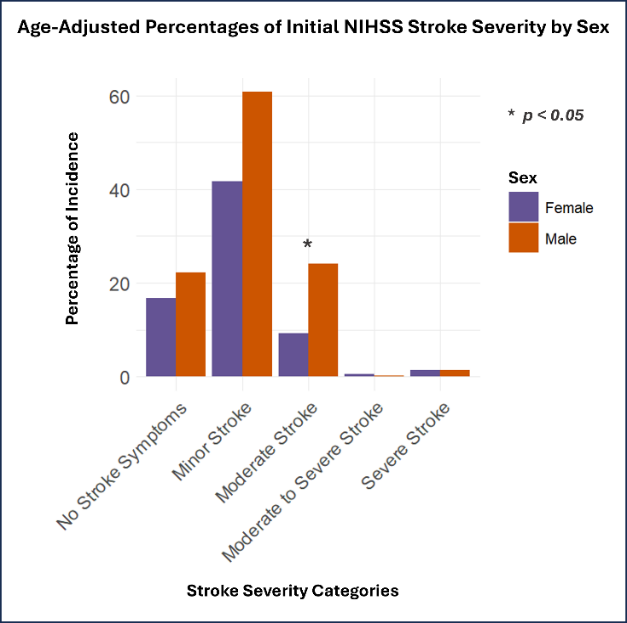 Age-Adjusted Percentages of Initial NIHSS Stroke Severity by Sex
60
40
20
0
Percentage of Incidence
* p < 0.05
Sex
Female
Male
*
No Stroke Symptoms
Minor Stroke
Moderate Stroke
Moderate to Severe Stroke
Severe Stroke
Stroke Severity Categories